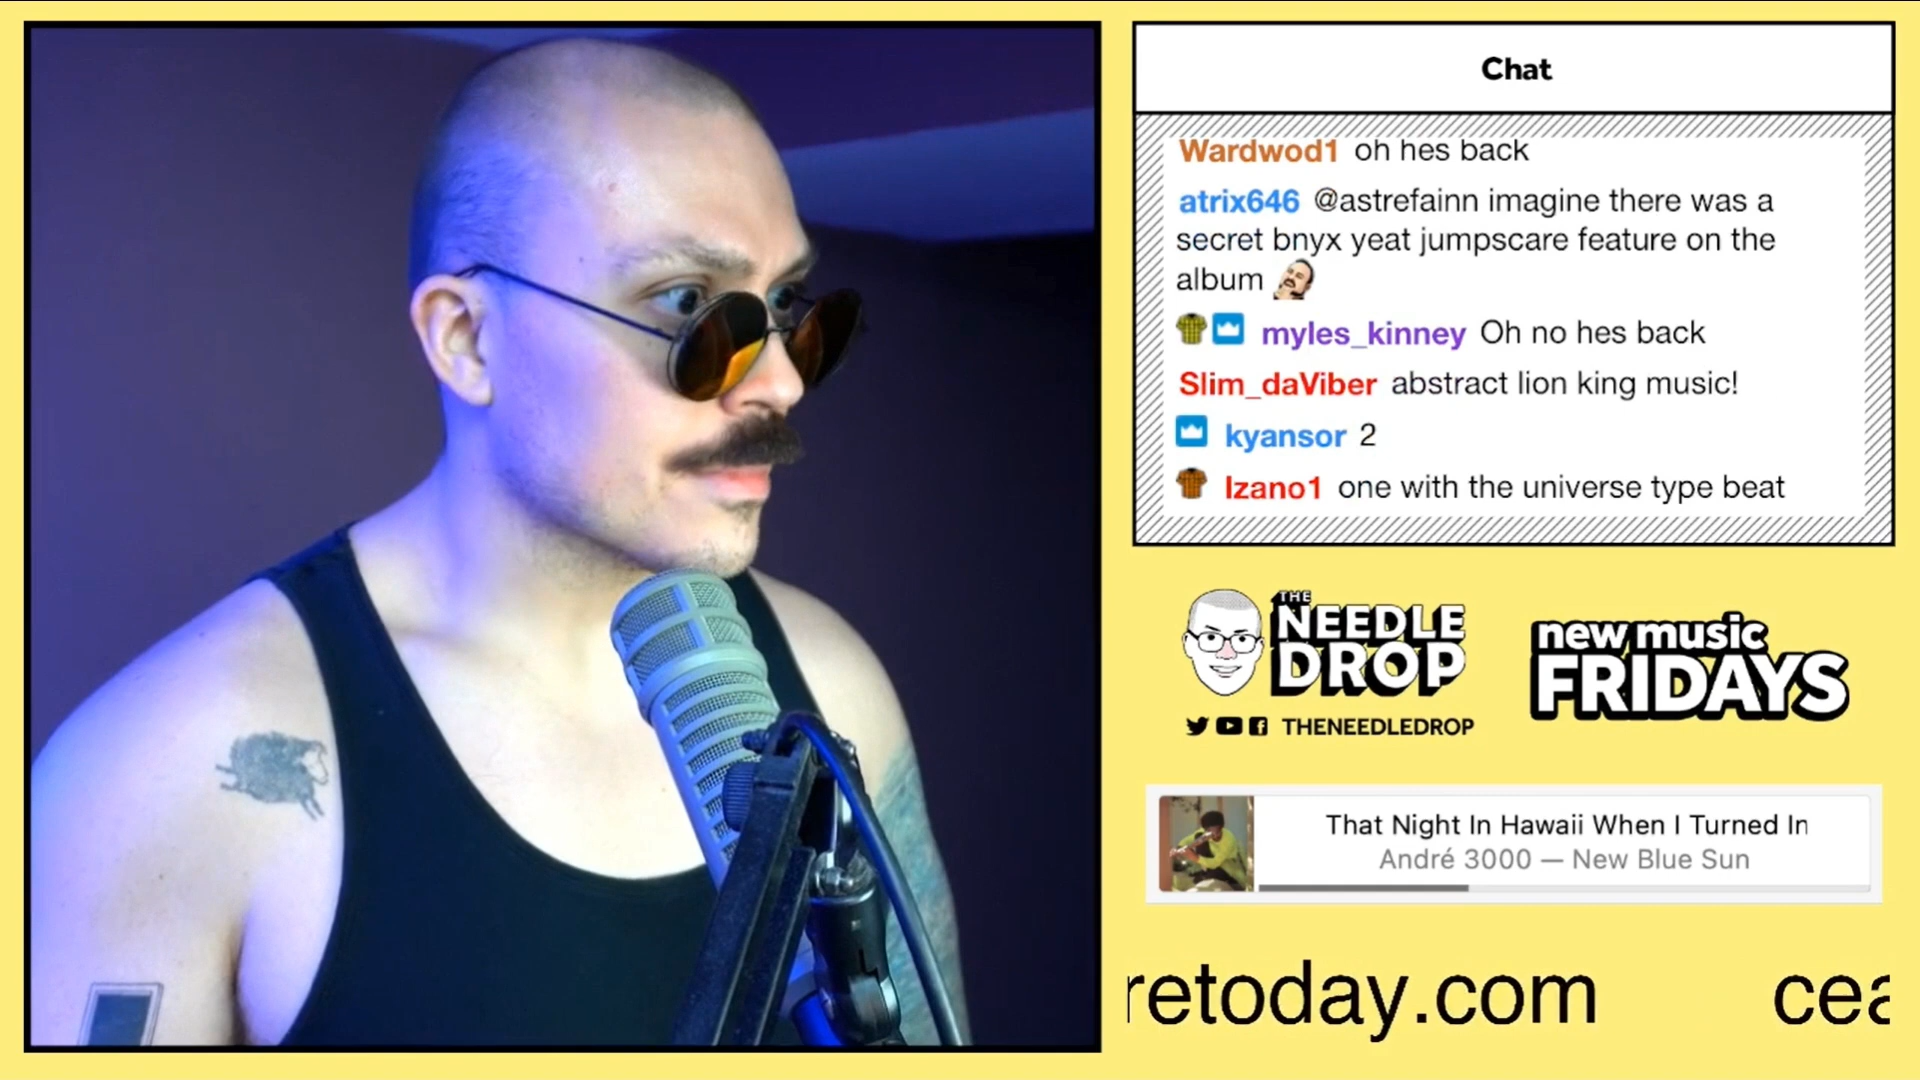 Chat
Wardwod1 oh hes back
atrix646 @astrefainn imagine there was a
secret bnyx yeat jumpscare feature on the
album
myles_kinney Oh no hes back
Slim_daViber abstract lion king music!
kyansor 2
Izano1 one with the universe type beat
THE
NEEDLE
DROP
THENEEDLEDROP
new music
FRIDAYS
That Night In Hawaii When I Turned In
André 3000 — New Blue Sun
retoday.com cea